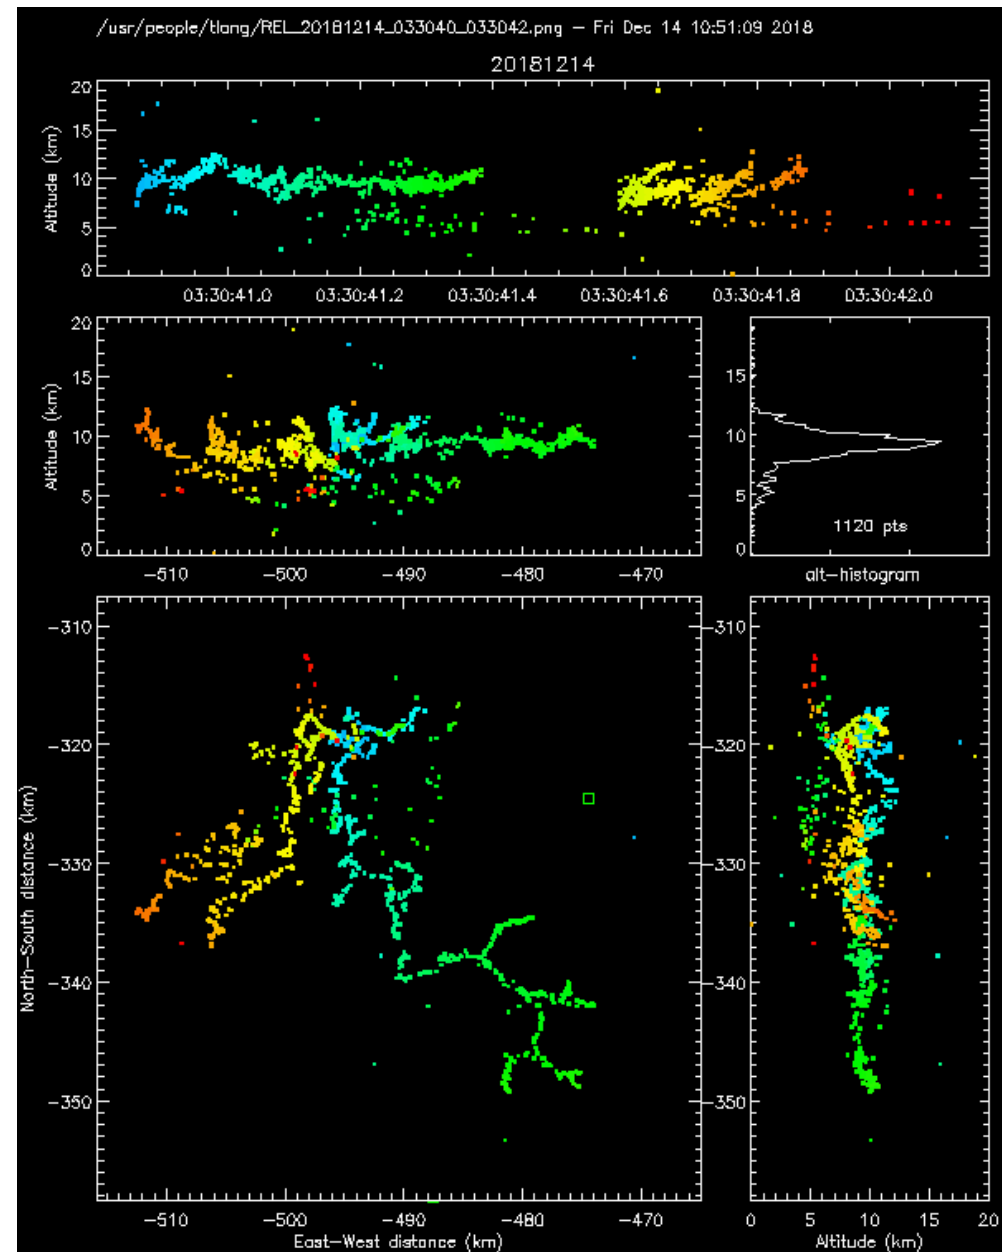 /usr/people/tlang/REL_20181214_033040_033042.png – Fri Dec 14 10:51:09 2018
20181214
20
15
10
5
0
Altitude (km)
03:30:41.0 03:30:41.2 03:30:41.4 03:30:41.6 03:30:41.8 03:30:42.0
20
15
10
5
0
Altitude (km)
-510 -500 -490 -480 -470
15
10
5
0
1120 pts
alt-histogram
-310
-320
-330
-340
-350
North-South distance (km)
-510 -500 -490 -480 -470
East-West distance (km)
-310
-320
-330
-340
-350
0 5 10 15 20
Altitude (km)